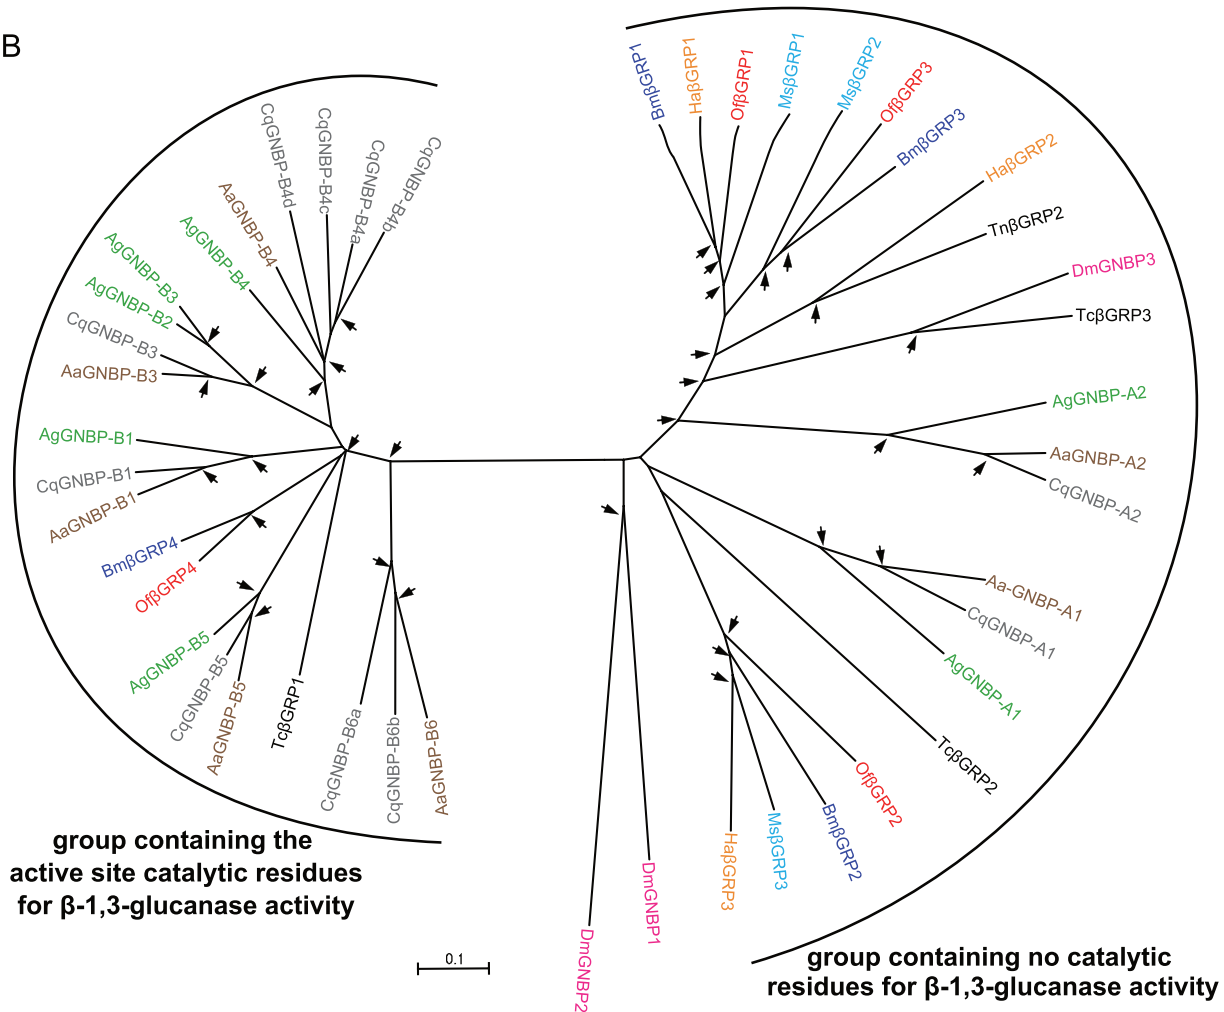 B
CqGNBP-B4d
CqGNBP-B4c
CqGNBP-B4a
CqGNBP-B4b
AaGNBP-B4
AgGNBP-B4
AgGNBP-B3
AgGNBP-B2
CqGNBP-B3
AaGNBP-B3
AgGNBP-B1
CqGNBP-B1
AaGNBP-B1
BmβGRP4
OfβGRP4
AgGNBP-B5
CqGNBP-B5
AaGNBP-B5
TcβGRP1
CqGNBP-B6a
CqGNBP-B6b
AaGNBP-B6
group containing the
active site catalytic residues
for β-1,3-glucanase activity
BmβGRP1
HaβGRP1
OfβGRP1
MsβGRP1
MsβGRP2
OfβGRP3
BmβGRP3
HaβGRP2
TnβGRP2
DmGNBP3
TcβGRP3
AgGNBP-A2
AaGNBP-A2
CqGNBP-A2
Aa-GNBP-A1
CqGNBP-A1
AgGNBP-A1
TcβGRP2
OfβGRP2
BmβGRP2
MsβGRP3
HaβGRP3
DmGNBP1
DmGNBP2
0.1
group containing no catalytic
residues for β-1,3-glucanase activity